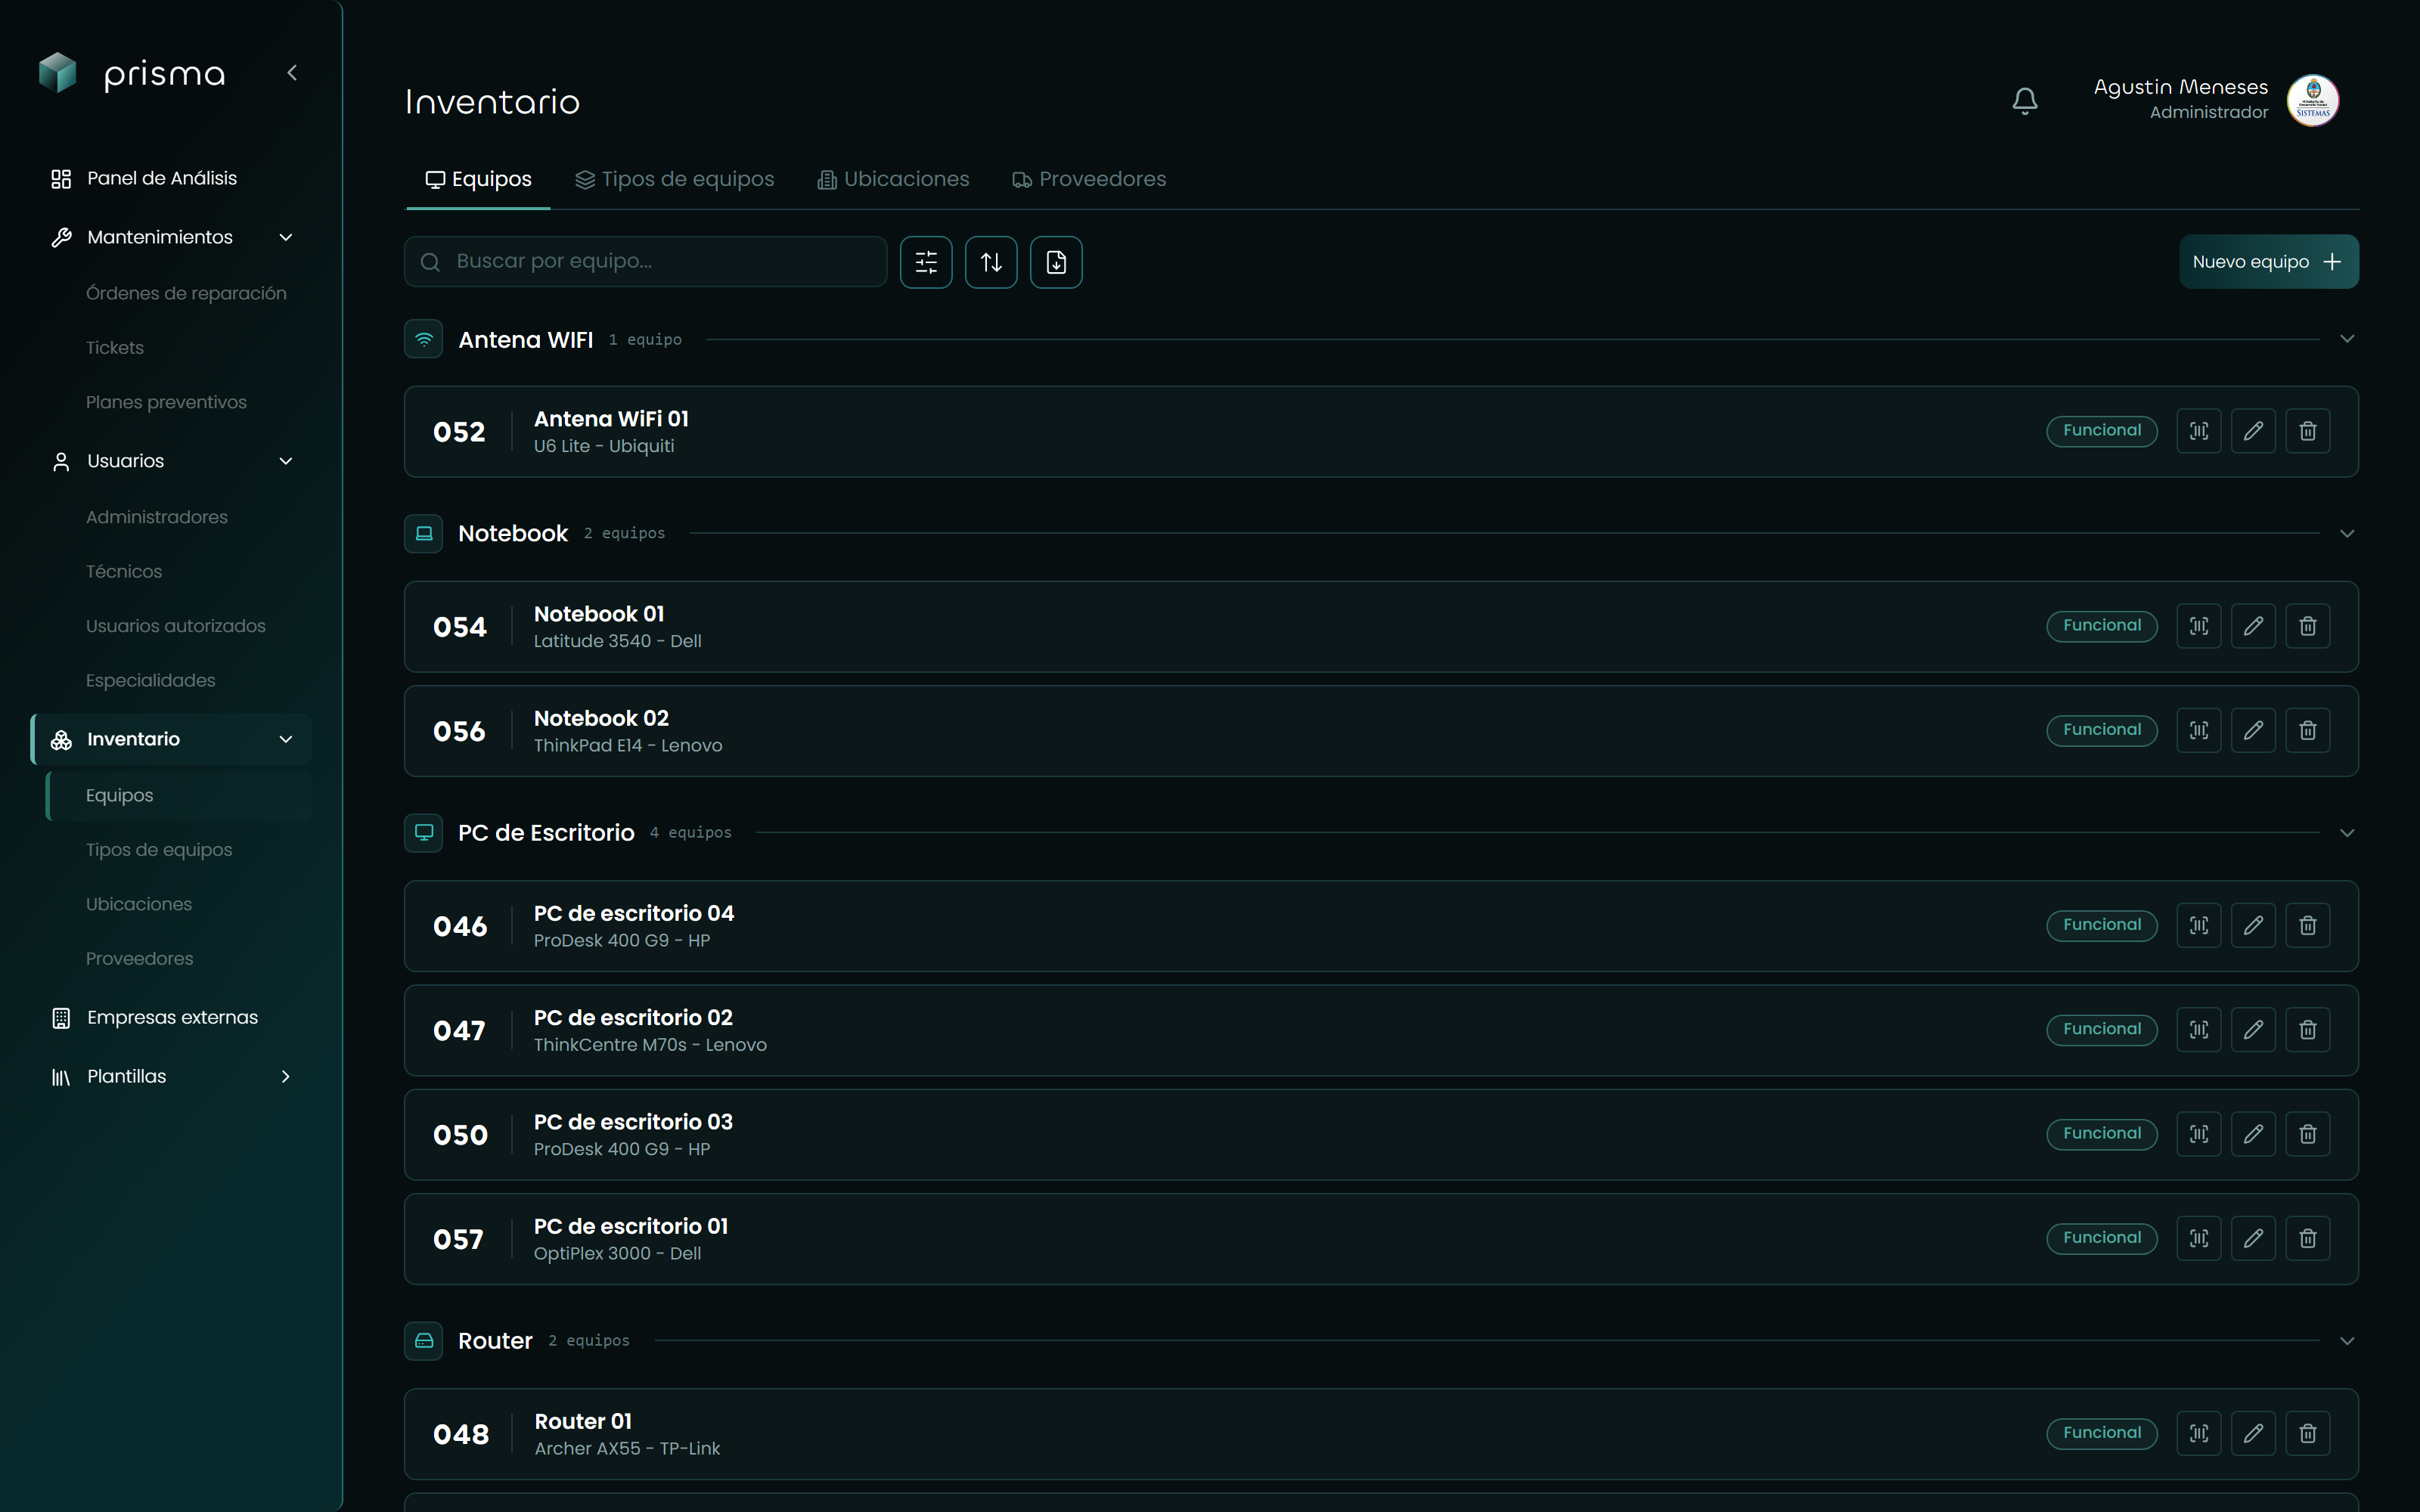 prisma
Panel de Análisis
Mantenimientos
Órdenes de reparación
Tickets
Planes preventivos
Usuarios
Administradores
Técnicos
Usuarios autorizados
Especialidades
Inventario
Equipos
Tipos de equipos
Ubicaciones
Proveedores
Empresas externas
Plantillas
Inventario
Agustin Meneses
Administrador
SISTEMAS
Equipos Tipos de equipos Ubicaciones Proveedores
Buscar por equipo...
Nuevo equipo
Antena WIFI 1 equipo
052
Antena WiFi 01
U6 Lite - Ubiquiti
Funcional
Notebook 2 equipos
054
Notebook 01
Latitude 3540 - Dell
Funcional
056
Notebook 02
ThinkPad E14 - Lenovo
Funcional
PC de Escritorio 4 equipos
046
PC de escritorio 04
ProDesk 400 G9 - HP
Funcional
047
PC de escritorio 02
ThinkCentre M70s - Lenovo
Funcional
050
PC de escritorio 03
ProDesk 400 G9 - HP
Funcional
057
PC de escritorio 01
OptiPlex 3000 - Dell
Funcional
Router 2 equipos
048
Router 01
Archer AX55 - TP-Link
Funcional